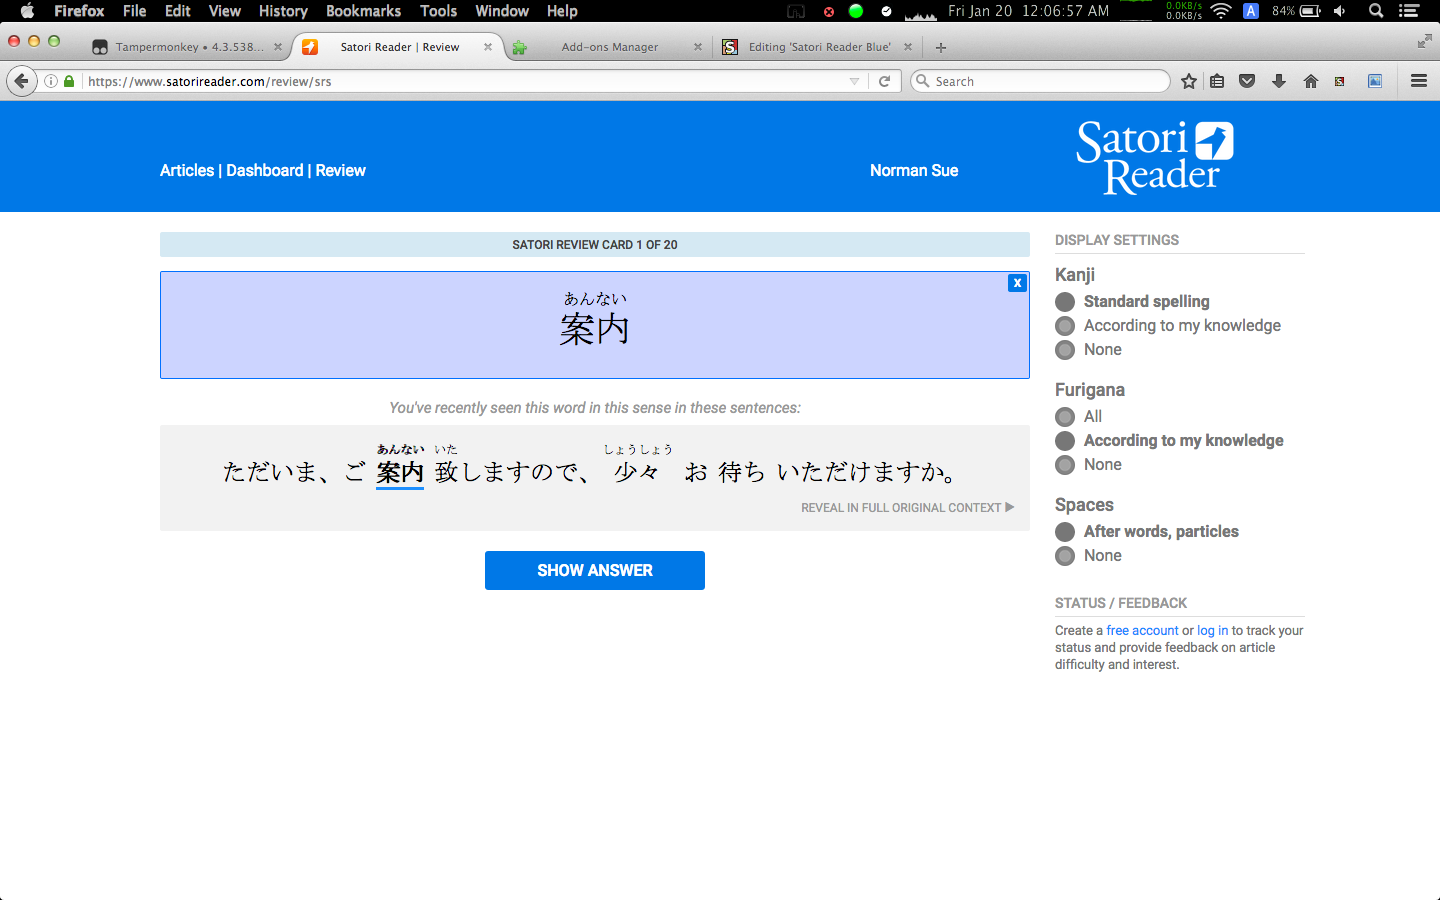 Firefox File Edit View History Bookmarks Tools Window Help
0.0KB/s
0.0KB/s
Fri Jan 20 12:06:57 AM
A
84%
Tampermonkey • 4.3.538...
Satori Reader | Review
Add-ons Manager
Editing 'Satori Reader Blue'
https://www.satorireader.com/review/srs
Search
Articles | Dashboard | Review
Norman Sue
Satori
Reader
SATORI REVIEW CARD 1 OF 20
X
あんない
案内
You've recently seen this word in this sense in these sentences:
あんない いた しょうしょう
ただいま、ご 案内 致しますので、 少々 お 待ち いただけますか。
REVEAL IN FULL ORIGINAL CONTEXT
SHOW ANSWER
DISPLAY SETTINGS
Kanji
Standard spelling
According to my knowledge
None
Furigana
All
According to my knowledge
None
Spaces
After words, particles
None
STATUS / FEEDBACK
Create a free account or log in to track your
status and provide feedback on article
difficulty and interest.